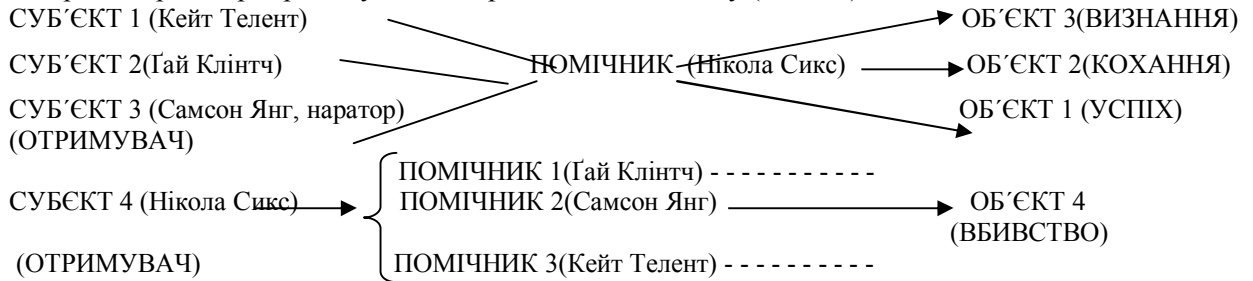 СУБ´ЄКТ 1 (Кейт Телент) ОБ´ЄКТ 3(ВИЗНАННЯ)
СУБ´ЄКТ 2(Ґай Клінтч) ПОМІЧНИК (Нікола Сикс) ОБ´ЄКТ 2(КОХАННЯ)
СУБ´ЄКТ 3 (Самсон Янг, наратор) ОБ´ЄКТ 1 (УСПІХ)
(ОТРИМУВАЧ)
ПОМІЧНИК 1(Ґай Клінтч) - - - - - - - - - - -
СУБЄКТ 4 (Нікола Сикс) ПОМІЧНИК 2(Самсон Янг) ОБ´ЄКТ 4
(ВБИВСТВО)
(ОТРИМУВАЧ) ПОМІЧНИК 3(Кейт Телент) - - - - - - - - - -